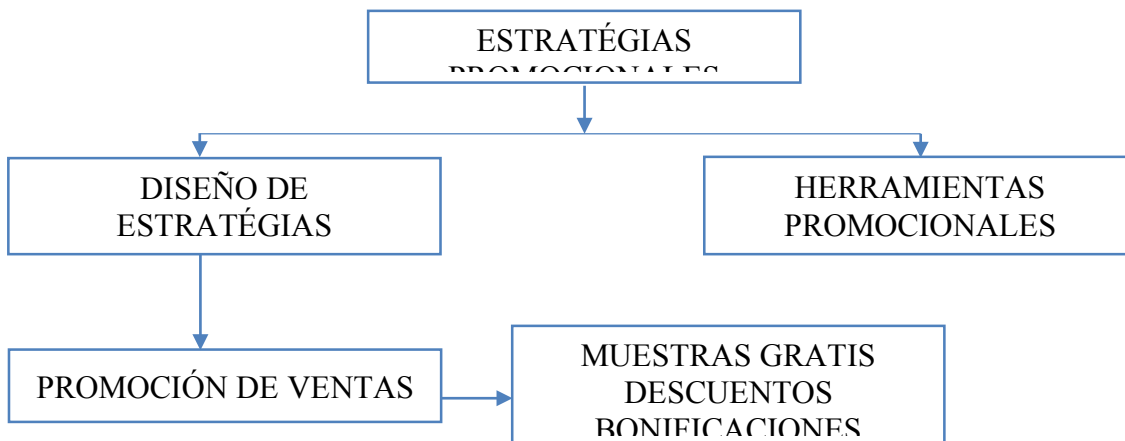 ESTRATÉGIAS
PROMOCIONALES
DISEÑO DE
ESTRATÉGIAS
HERRAMIENTAS
PROMOCIONALES
PROMOCIÓN DE VENTAS
MUESTRAS GRATIS
DESCUENTOS
BONIFICACIONES